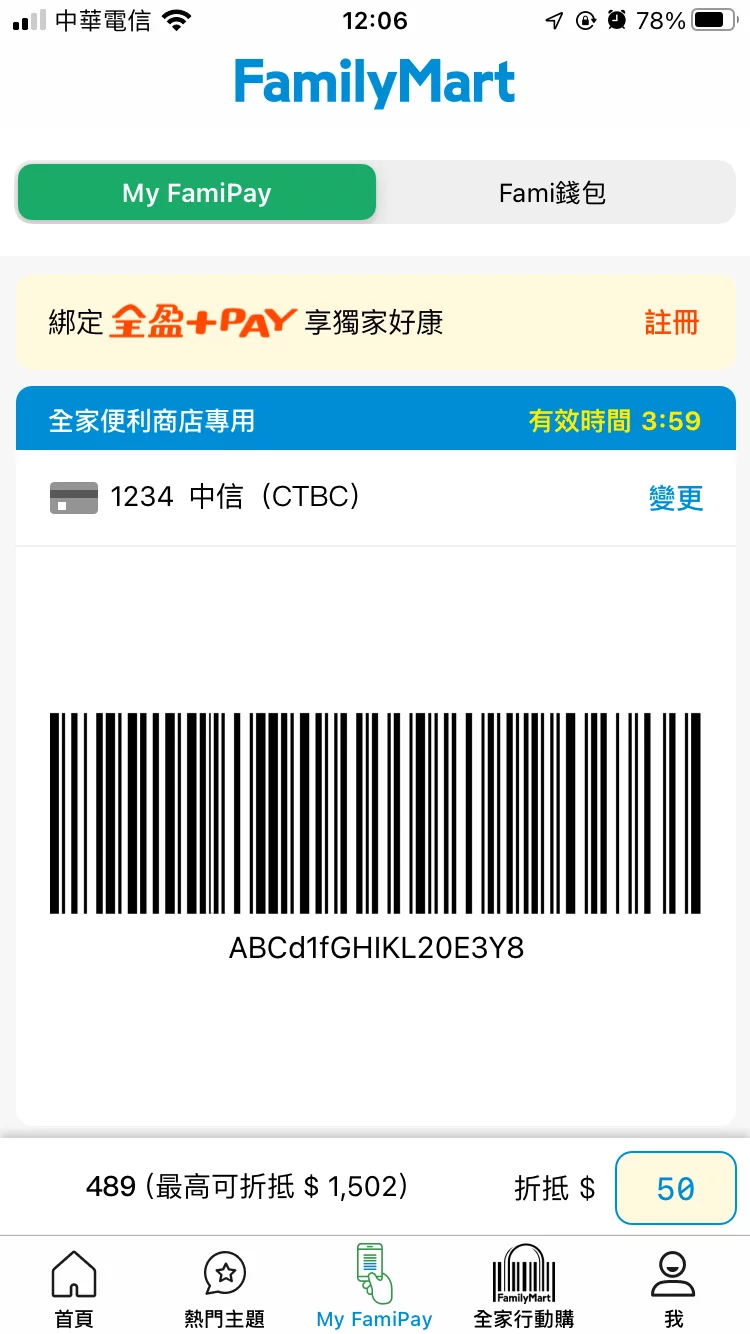 中華電信 12:06 78%
FamilyMart
My FamiPay Fami錢包
綁定 全盈+PAY 享獨家好康 註冊
全家便利商店專用 有效時間 3:59
1234 中信（CTBC） 變更
ABCd1fGHIKL20E3Y8
489 (最高可折抵 $ 1,502) 折抵 $ 50
FamilyMart
首頁 熱門主題 My FamiPay 全家行動購 我